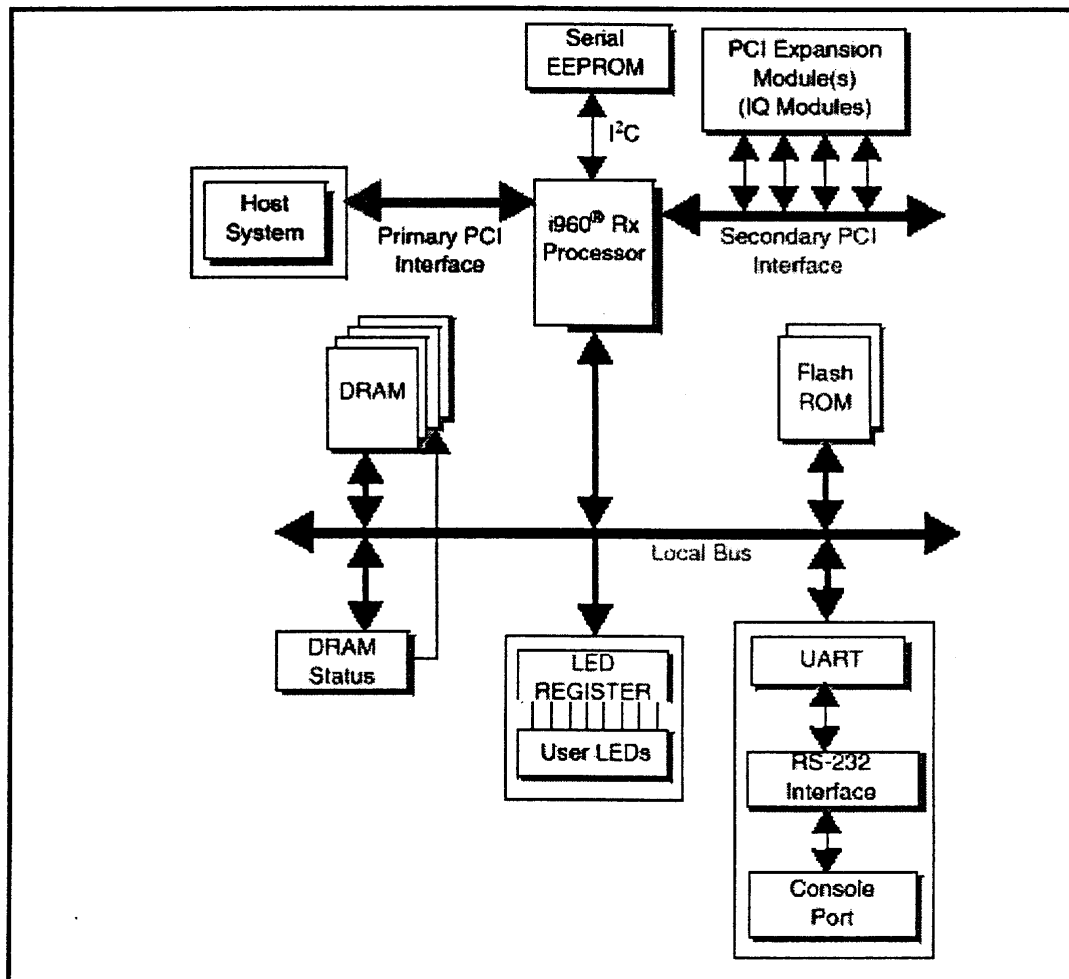 Serial
EEPROM
PCI Expansion
Module(s)
(IQ Modules)
I²C
Host
System
Primary PCI
Interface
i960® Rx
Processor
Secondary PCI
Interface
DRAM
Flash
ROM
Local Bus
DRAM
Status
LED
REGISTER
User LEDs
UART
RS-232
Interface
Console
Port